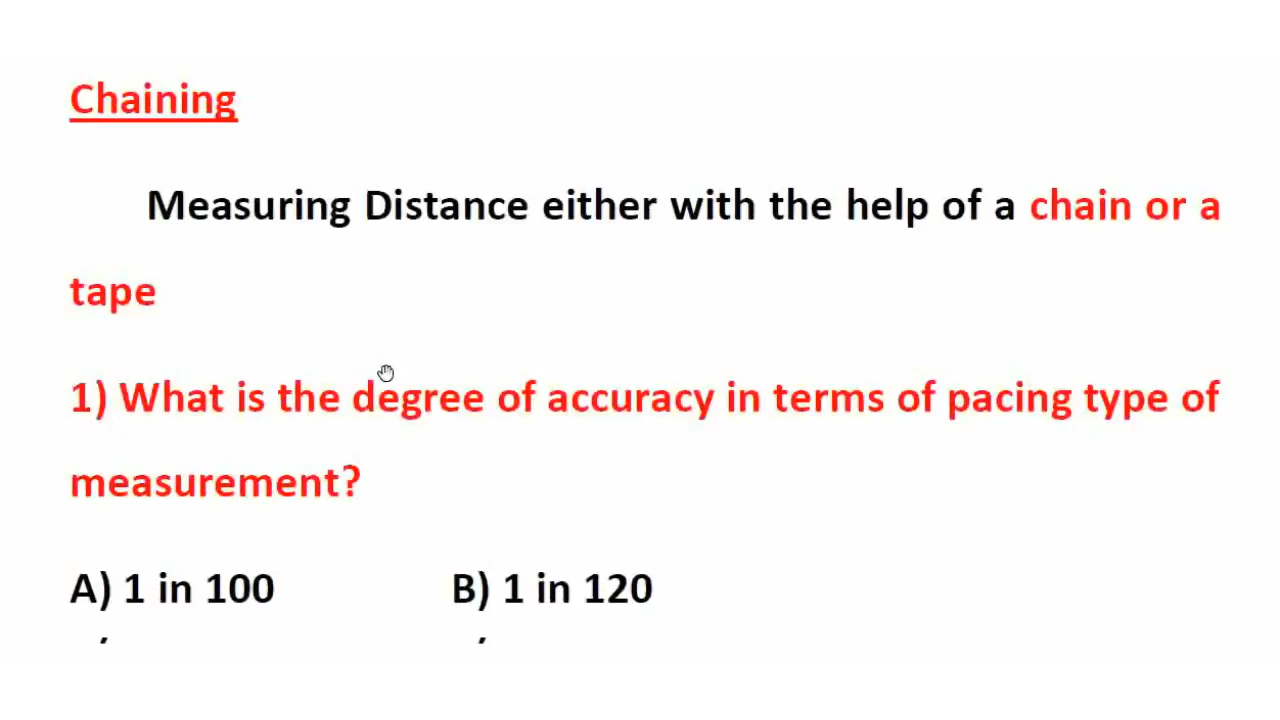 Chaining
Measuring Distance either with the help of a chain or a
tape
1) What is the degree of accuracy in terms of pacing type of
measurement?
A) 1 in 100 B) 1 in 120